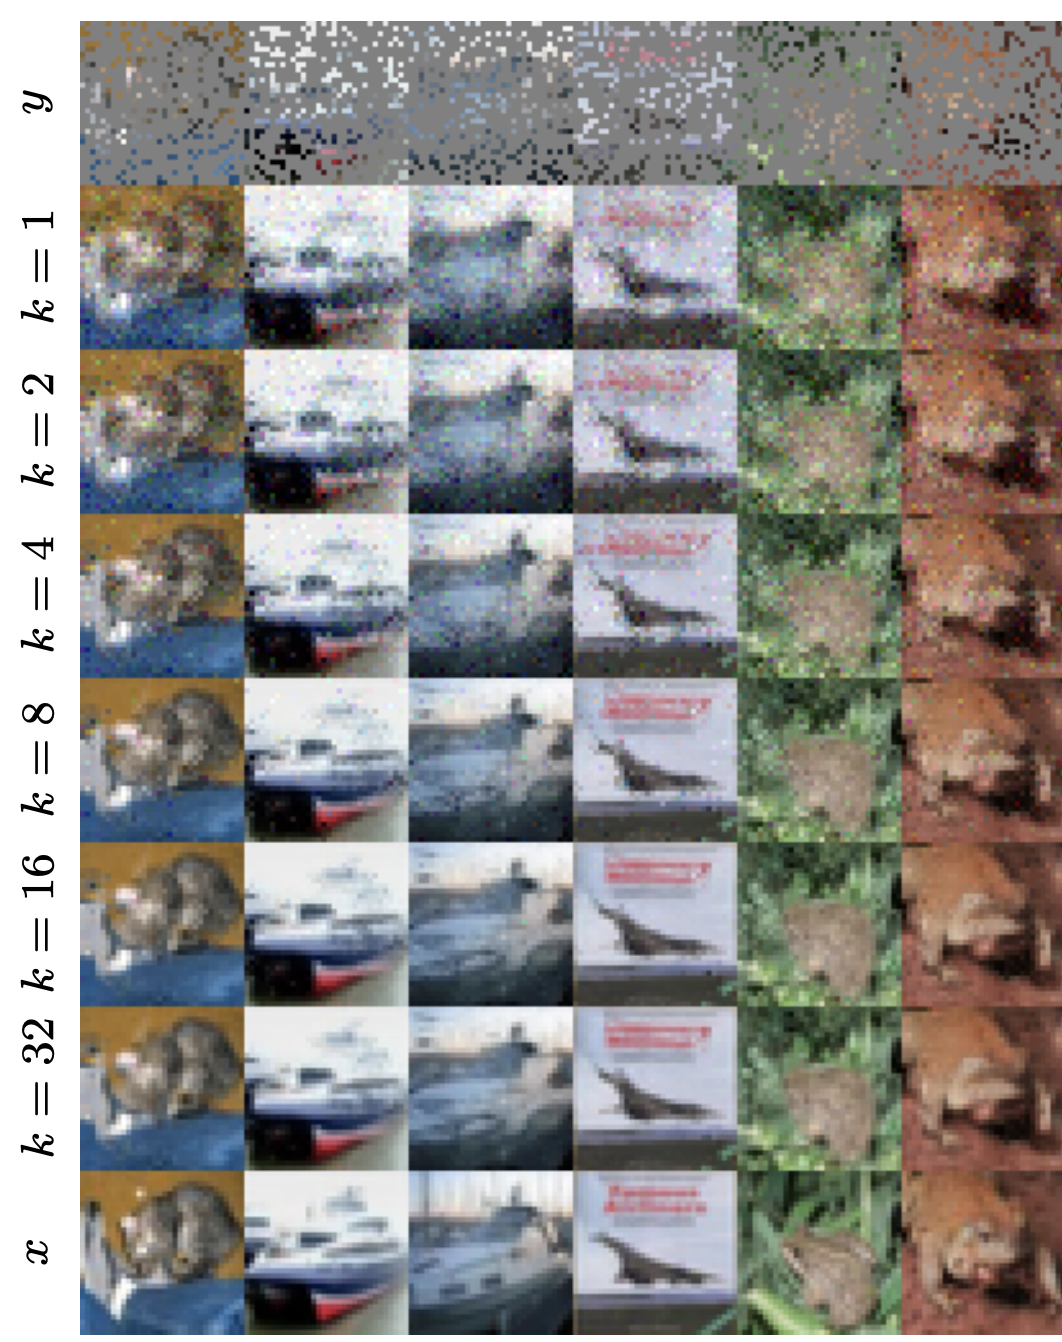 y
k = 1
k = 2
k = 4
k = 8
k = 16
k = 32
x